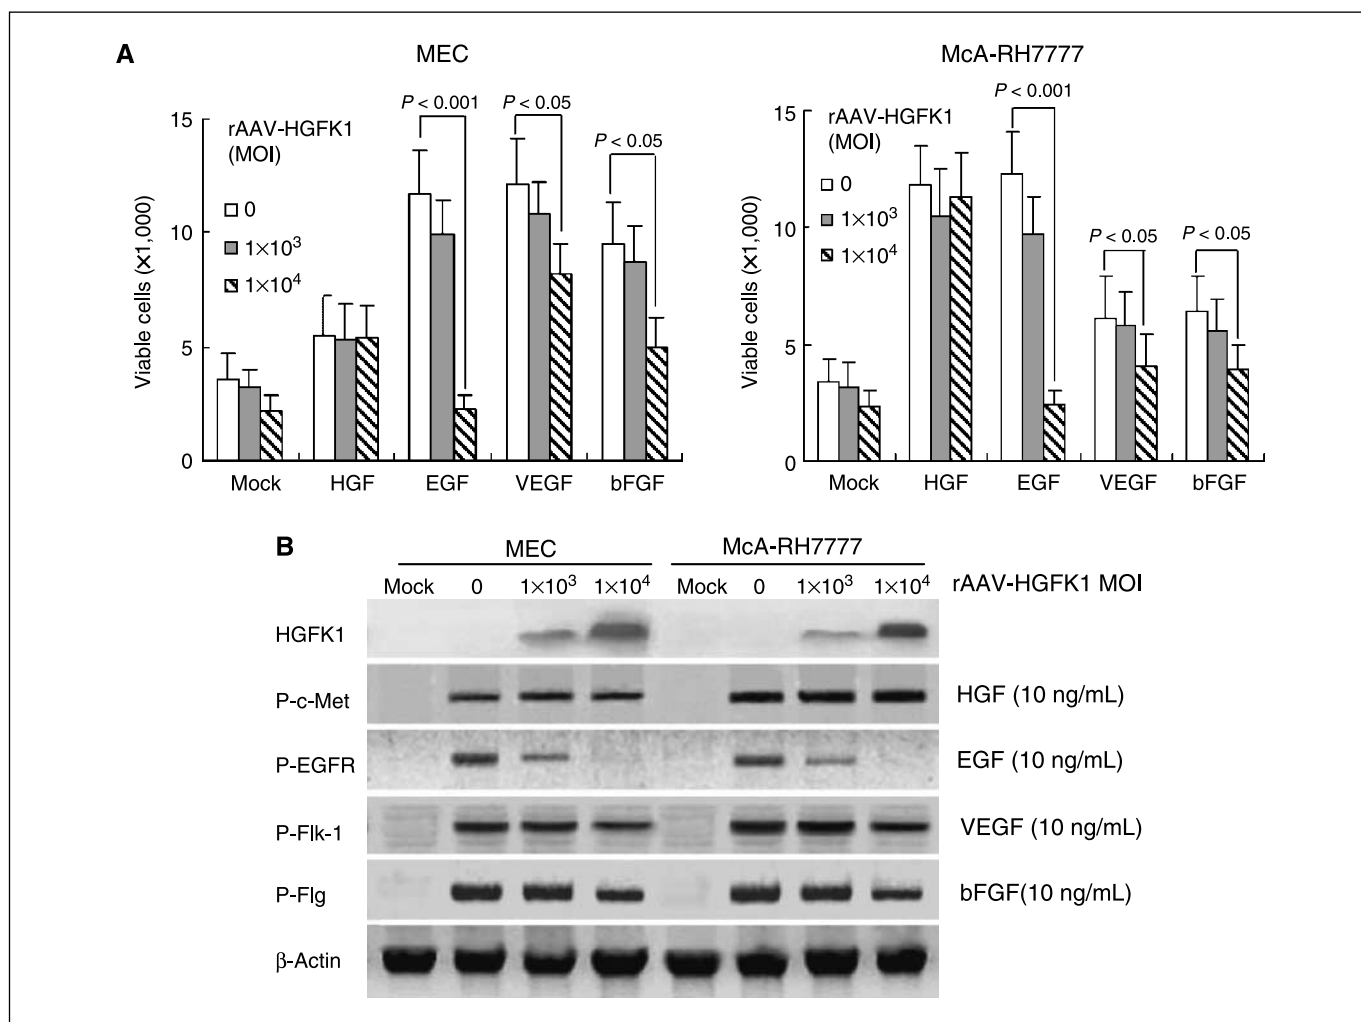 A
MEC
McA-RH7777
P < 0.001
P < 0.05
P < 0.05
15
10
5
0
Viable cells (×1,000)
rAAV-HGFK1
(MOI)
0
1×10³
1×10⁴
Mock HGF EGF VEGF bFGF
P < 0.001
P < 0.05
P < 0.05
15
10
5
0
Viable cells (×1,000)
rAAV-HGFK1
(MOI)
0
1×10³
1×10⁴
Mock HGF EGF VEGF bFGF
B
MEC McA-RH7777
Mock 0 1×10³ 1×10⁴ Mock 0 1×10³ 1×10⁴ rAAV-HGFK1 MOI
HGFK1
P-c-Met HGF (10 ng/mL)
P-EGFR EGF (10 ng/mL)
P-Flk-1 VEGF (10 ng/mL)
P-Flg bFGF(10 ng/mL)
β-Actin